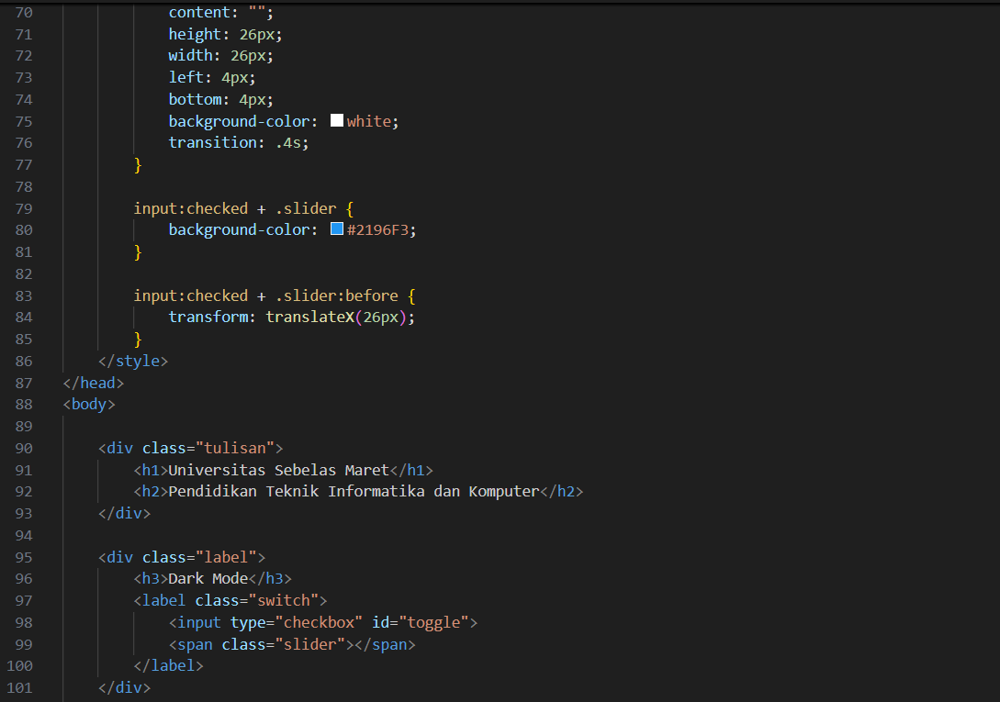 70 content: "";
71 height: 26px;
72 width: 26px;
73 left: 4px;
74 bottom: 4px;
75 background-color: white;
76 transition: .4s;
77 }
78
79 input:checked + .slider {
80 background-color: #2196F3;
81 }
82
83 input:checked + .slider:before {
84 transform: translateX(26px);
85 }
86 </style>
87 </head>
88 <body>
89
90 <div class="tulisan">
91 <h1>Universitas Sebelas Maret</h1>
92 <h2>Pendidikan Teknik Informatika dan Komputer</h2>
93 </div>
94
95 <div class="label">
96 <h3>Dark Mode</h3>
97 <label class="switch">
98 <input type="checkbox" id="toggle">
99 <span class="slider"></span>
100 </label>
101 </div>